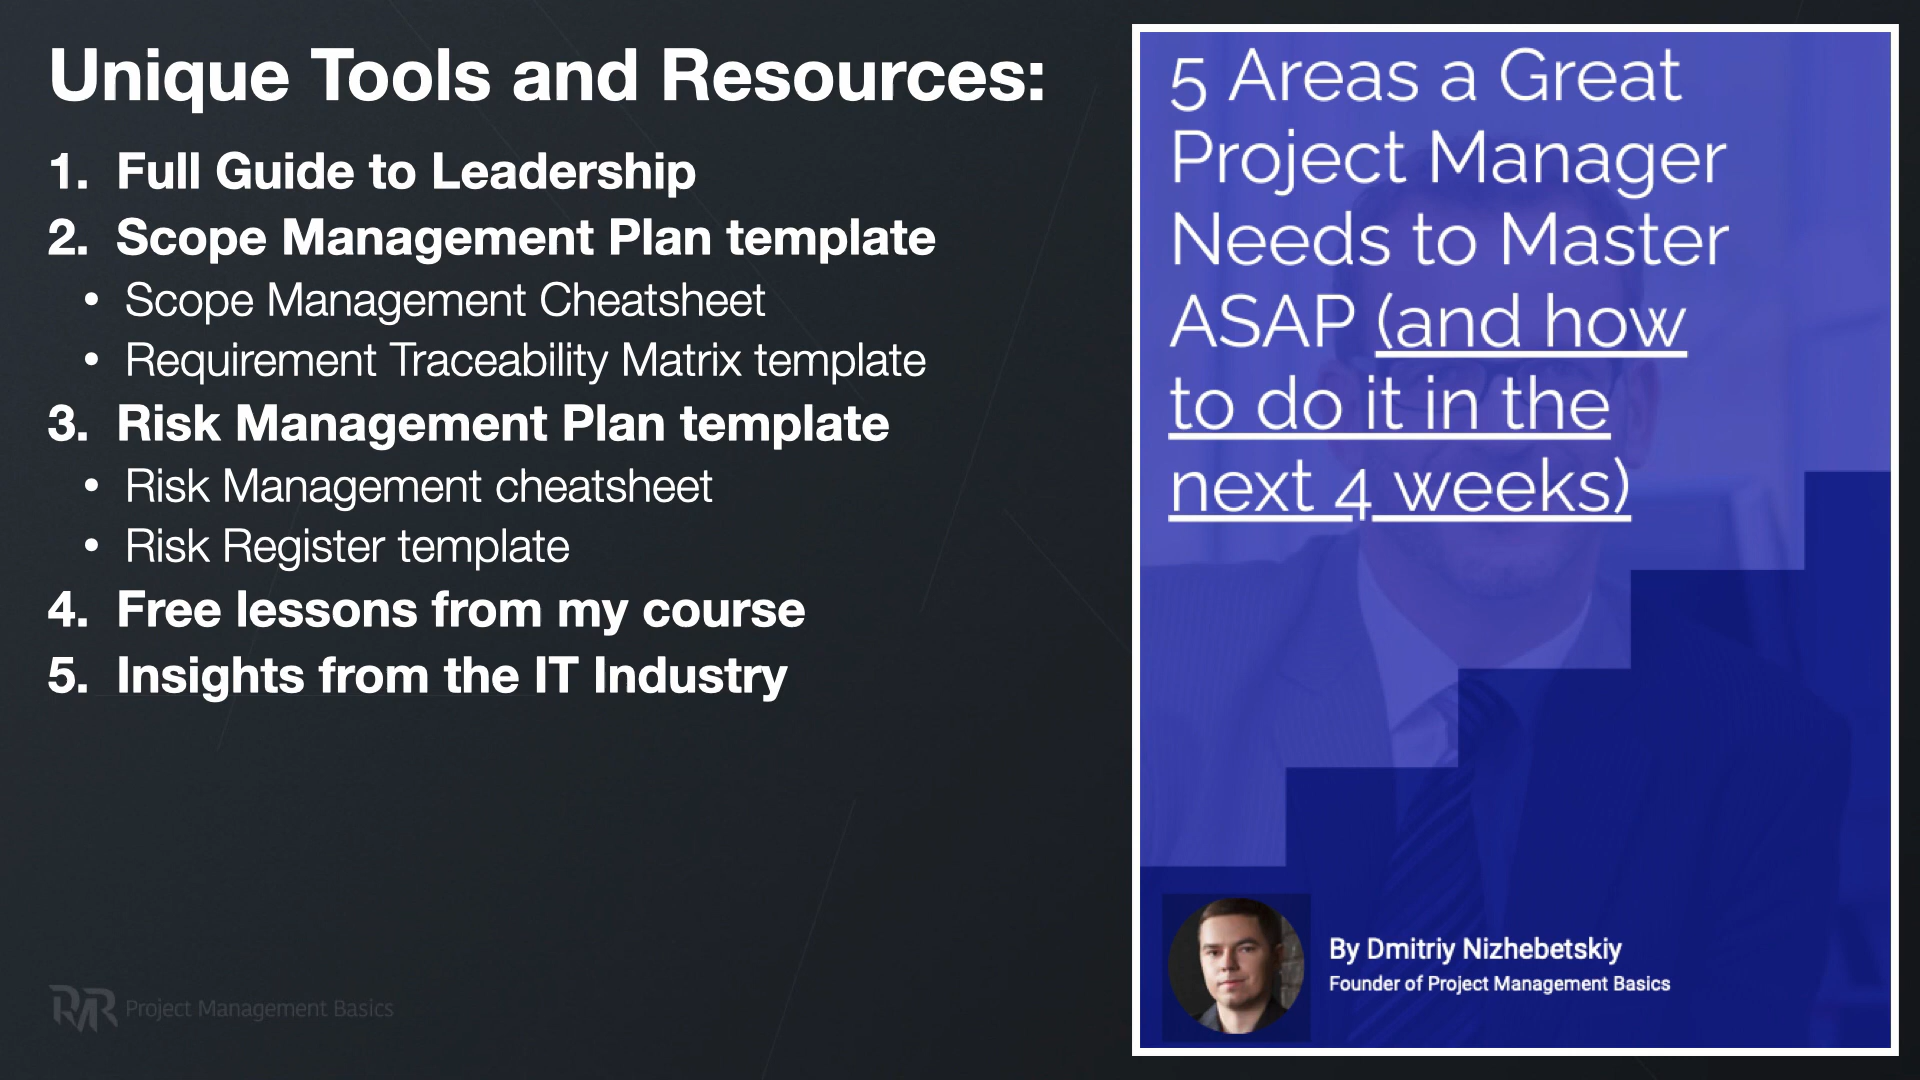 Unique Tools and Resources:
1. Full Guide to Leadership
2. Scope Management Plan template
• Scope Management Cheatsheet
• Requirement Traceability Matrix template
3. Risk Management Plan template
• Risk Management cheatsheet
• Risk Register template
4. Free lessons from my course
5. Insights from the IT Industry
Project Management Basics
5 Areas a Great
Project Manager
Needs to Master
ASAP (and how
to do it in the
next 4 weeks)
By Dmitriy Nizhebetskiy
Founder of Project Management Basics